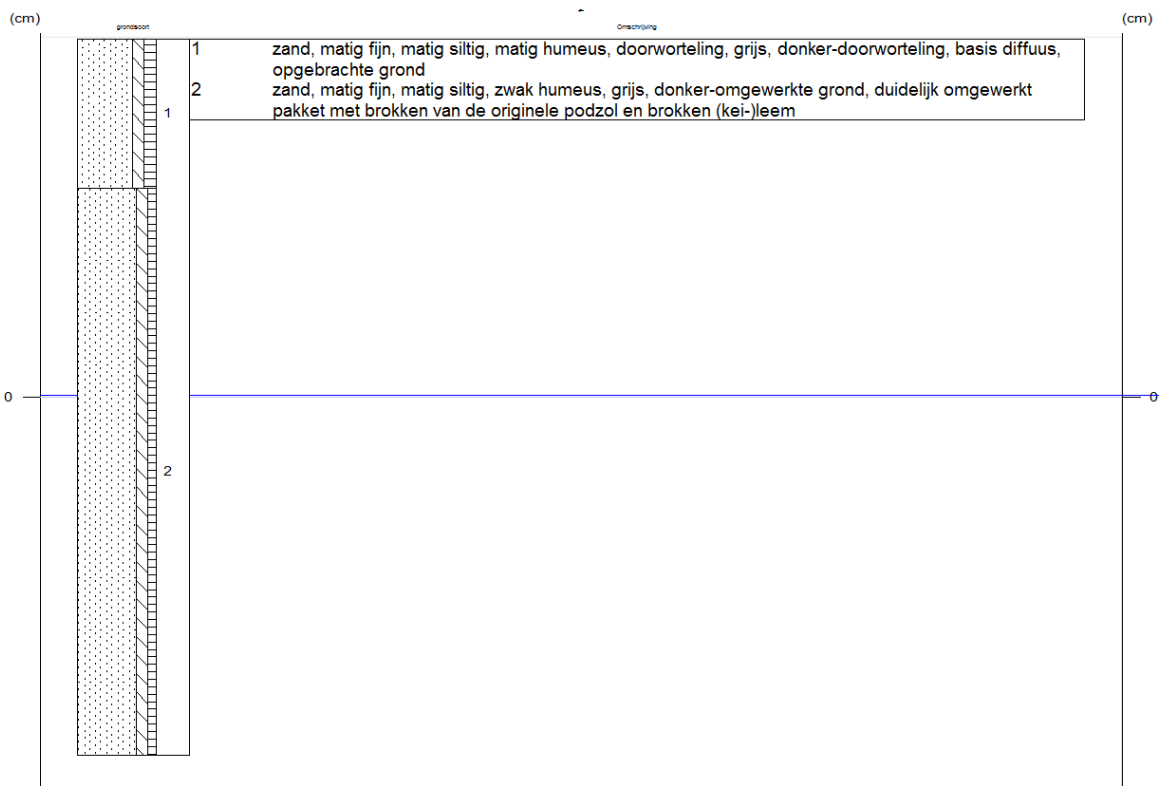 (cm)
grondsoort
Omschrijving
(cm)
1 zand, matig fijn, matig siltig, matig humeus, doorworteling, grijs, donker-doorworteling, basis diffuus,
opgebrachte grond
2 zand, matig fijn, matig siltig, zwak humeus, grijs, donker-omgewerkte grond, duidelijk omgewerkt
pakket met brokken van de originele podzol en brokken (kei-)leem
1
0
0
2